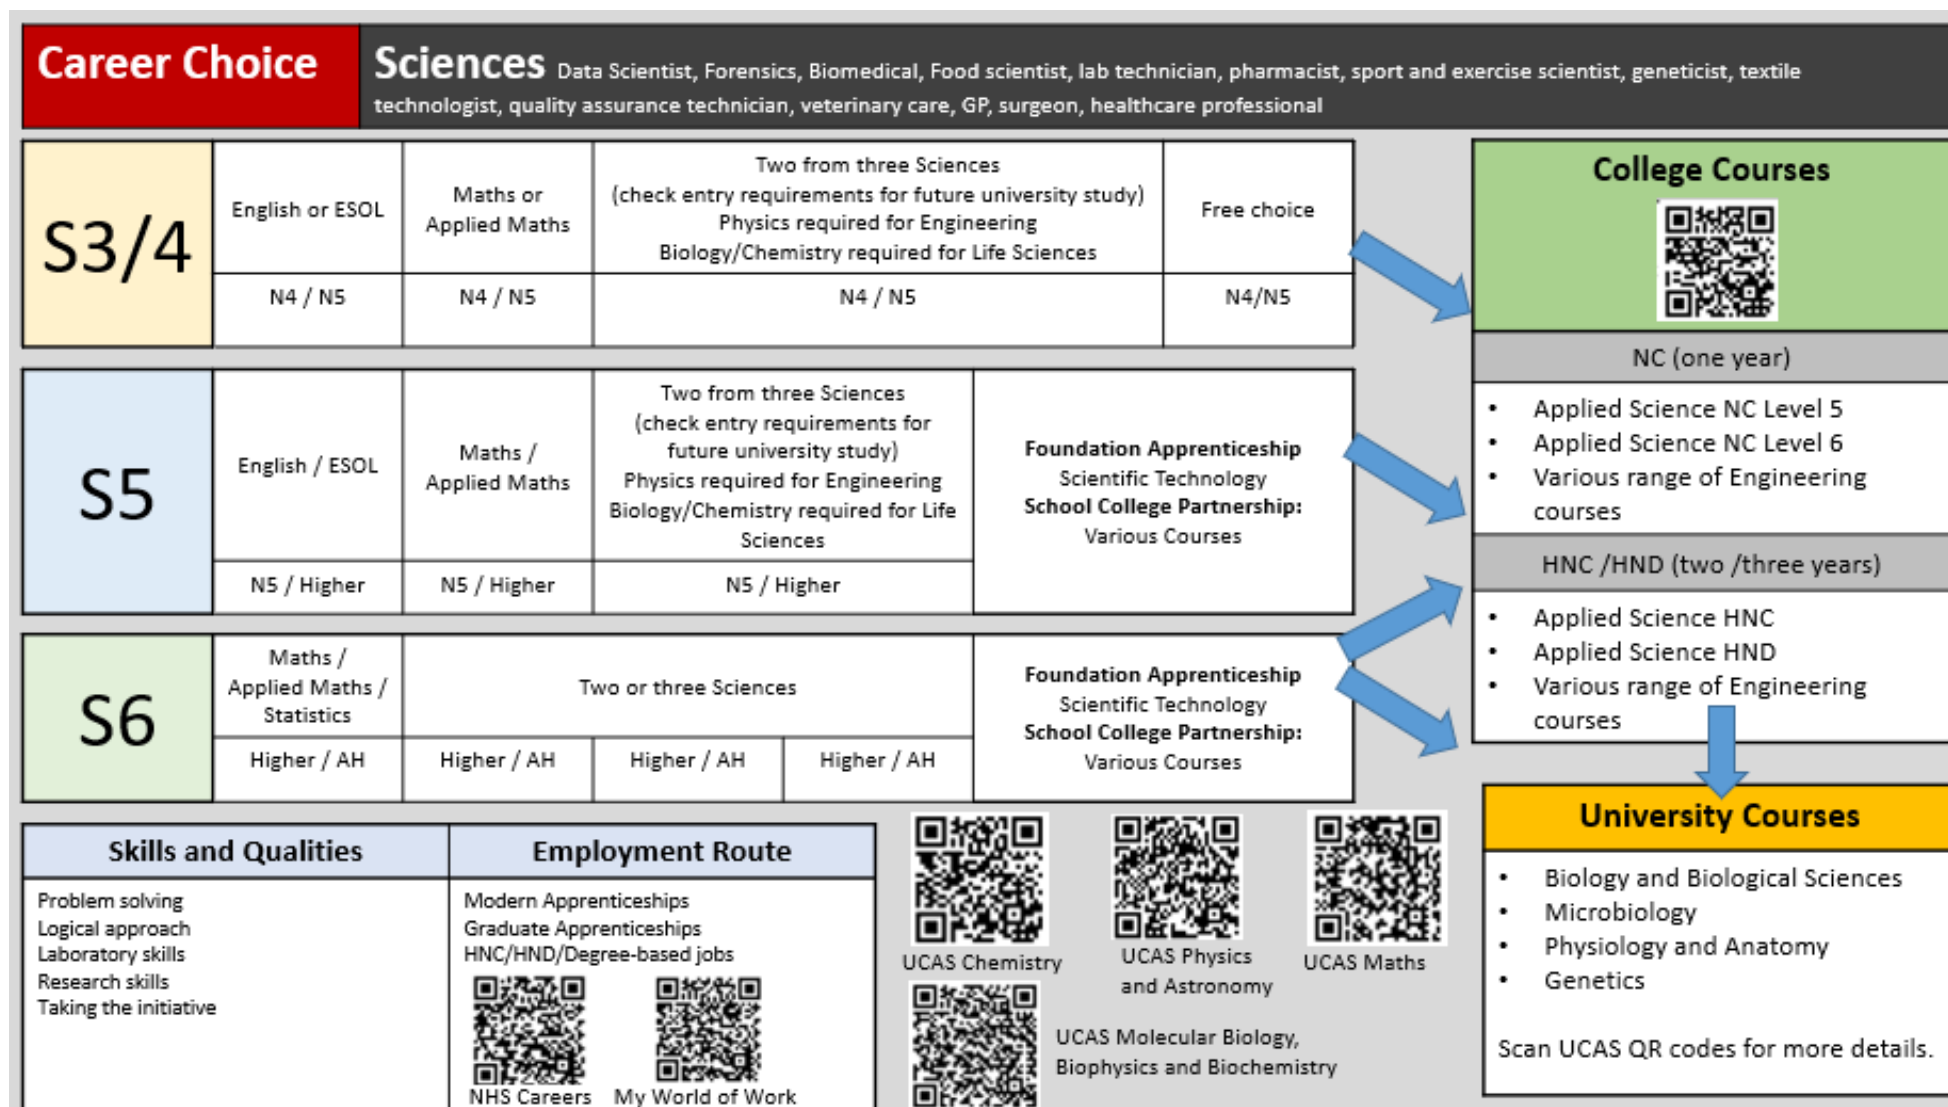 Career Choice
Sciences Data Scientist, Forensics, Biomedical, Food scientist, lab technician, pharmacist, sport and exercise scientist, geneticist, textile
technologist, quality assurance technician, veterinary care, GP, surgeon, healthcare professional
S3/4
English or ESOL
Maths or
Applied Maths
Two from three Sciences
(check entry requirements for future university study)
Physics required for Engineering
Biology/Chemistry required for Life Sciences
Free choice
N4 / N5
N4 / N5
N4 / N5
N4/N5
S5
English / ESOL
Maths /
Applied Maths
Two from three Sciences
(check entry requirements for
future university study)
Physics required for Engineering
Biology/Chemistry required for Life
Sciences
Foundation Apprenticeship
Scientific Technology
School College Partnership:
Various Courses
N5 / Higher
N5 / Higher
N5 / Higher
S6
Maths /
Applied Maths /
Statistics
Two or three Sciences
Foundation Apprenticeship
Scientific Technology
School College Partnership:
Various Courses
Higher / AH
Higher / AH
Higher / AH
Higher / AH
College Courses
NC (one year)
• Applied Science NC Level 5
• Applied Science NC Level 6
• Various range of Engineering
courses
HNC /HND (two /three years)
• Applied Science HNC
• Applied Science HND
• Various range of Engineering
courses
University Courses
• Biology and Biological Sciences
• Microbiology
• Physiology and Anatomy
• Genetics
Scan UCAS QR codes for more details.
Skills and Qualities
Problem solving
Logical approach
Laboratory skills
Research skills
Taking the initiative
Employment Route
Modern Apprenticeships
Graduate Apprenticeships
HNC/HND/Degree-based jobs
NHS Careers
My World of Work
UCAS Chemistry
UCAS Physics
and Astronomy
UCAS Maths
UCAS Molecular Biology,
Biophysics and Biochemistry